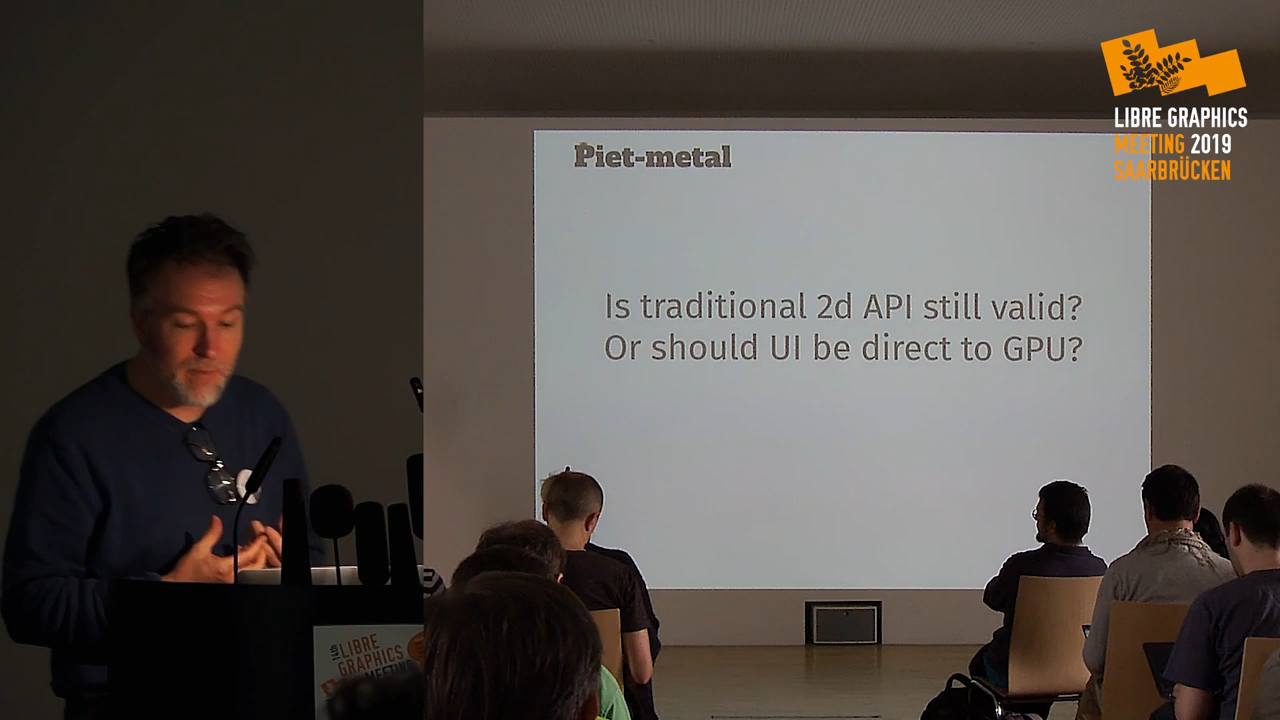 LIBRE GRAPHICS
MEETING 2019
SAARBRÜCKEN
Piet-metal
Is traditional 2d API still valid?
Or should UI be direct to GPU?
LIBRE
GRAPHICS
MEETING